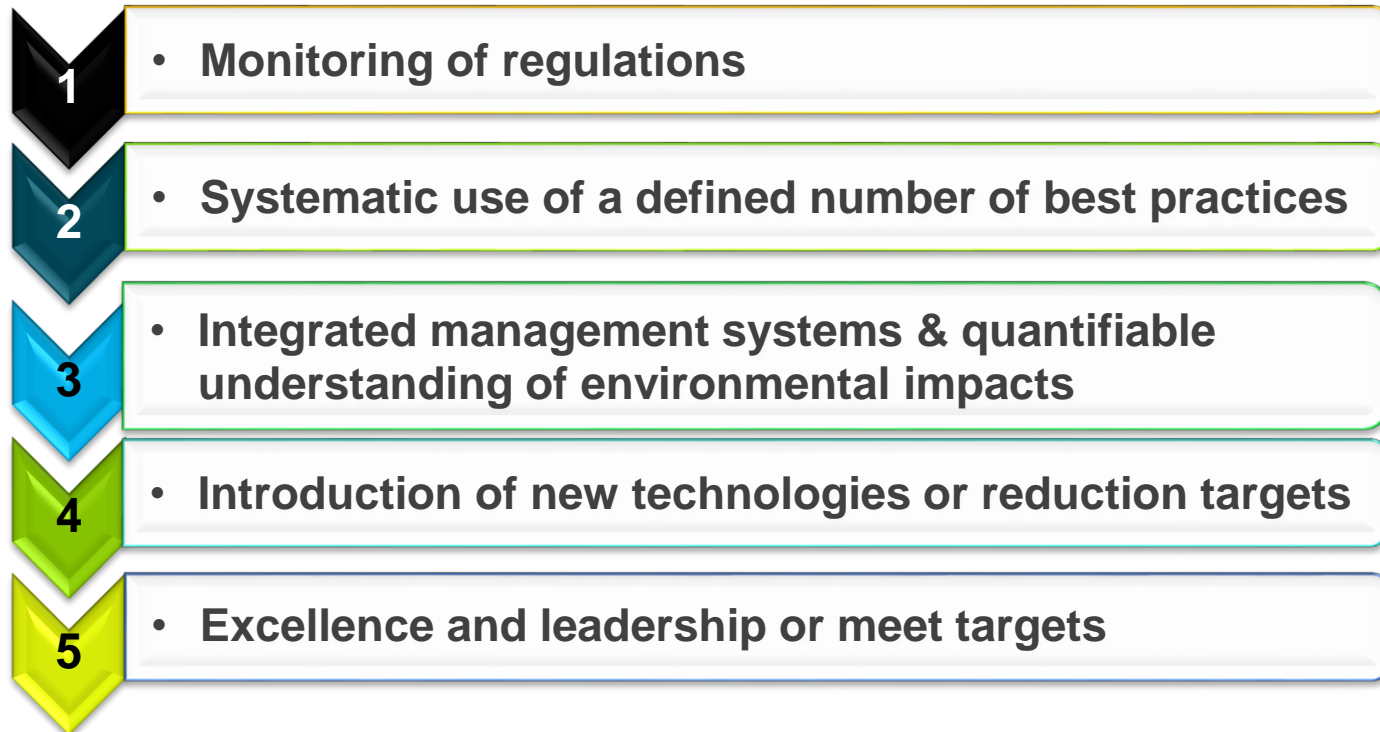 1
• Monitoring of regulations
2
• Systematic use of a defined number of best practices
3
• Integrated management systems & quantifiable
understanding of environmental impacts
4
• Introduction of new technologies or reduction targets
5
• Excellence and leadership or meet targets